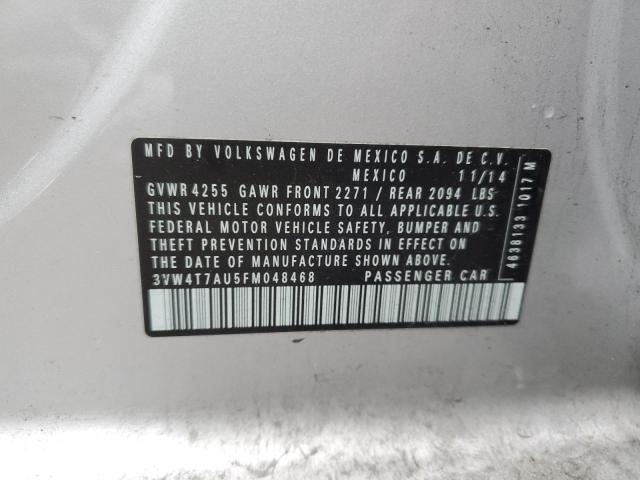 MFD BY VOLKSWAGEN DE MEXICO S.A. DE C.V.
MEXICO 11/14
GVWR 4255 GAWR FRONT 2271 / REAR 2094 LBS
THIS VEHICLE CONFORMS TO ALL APPLICABLE U.S.
FEDERAL MOTOR VEHICLE SAFETY, BUMPER AND
THEFT PREVENTION STANDARDS IN EFFECT ON
THE DATE OF MANUFACTURE SHOWN ABOVE.
3VW4T7AU5FM048468 PASSENGER CAR
4638133 1017 M